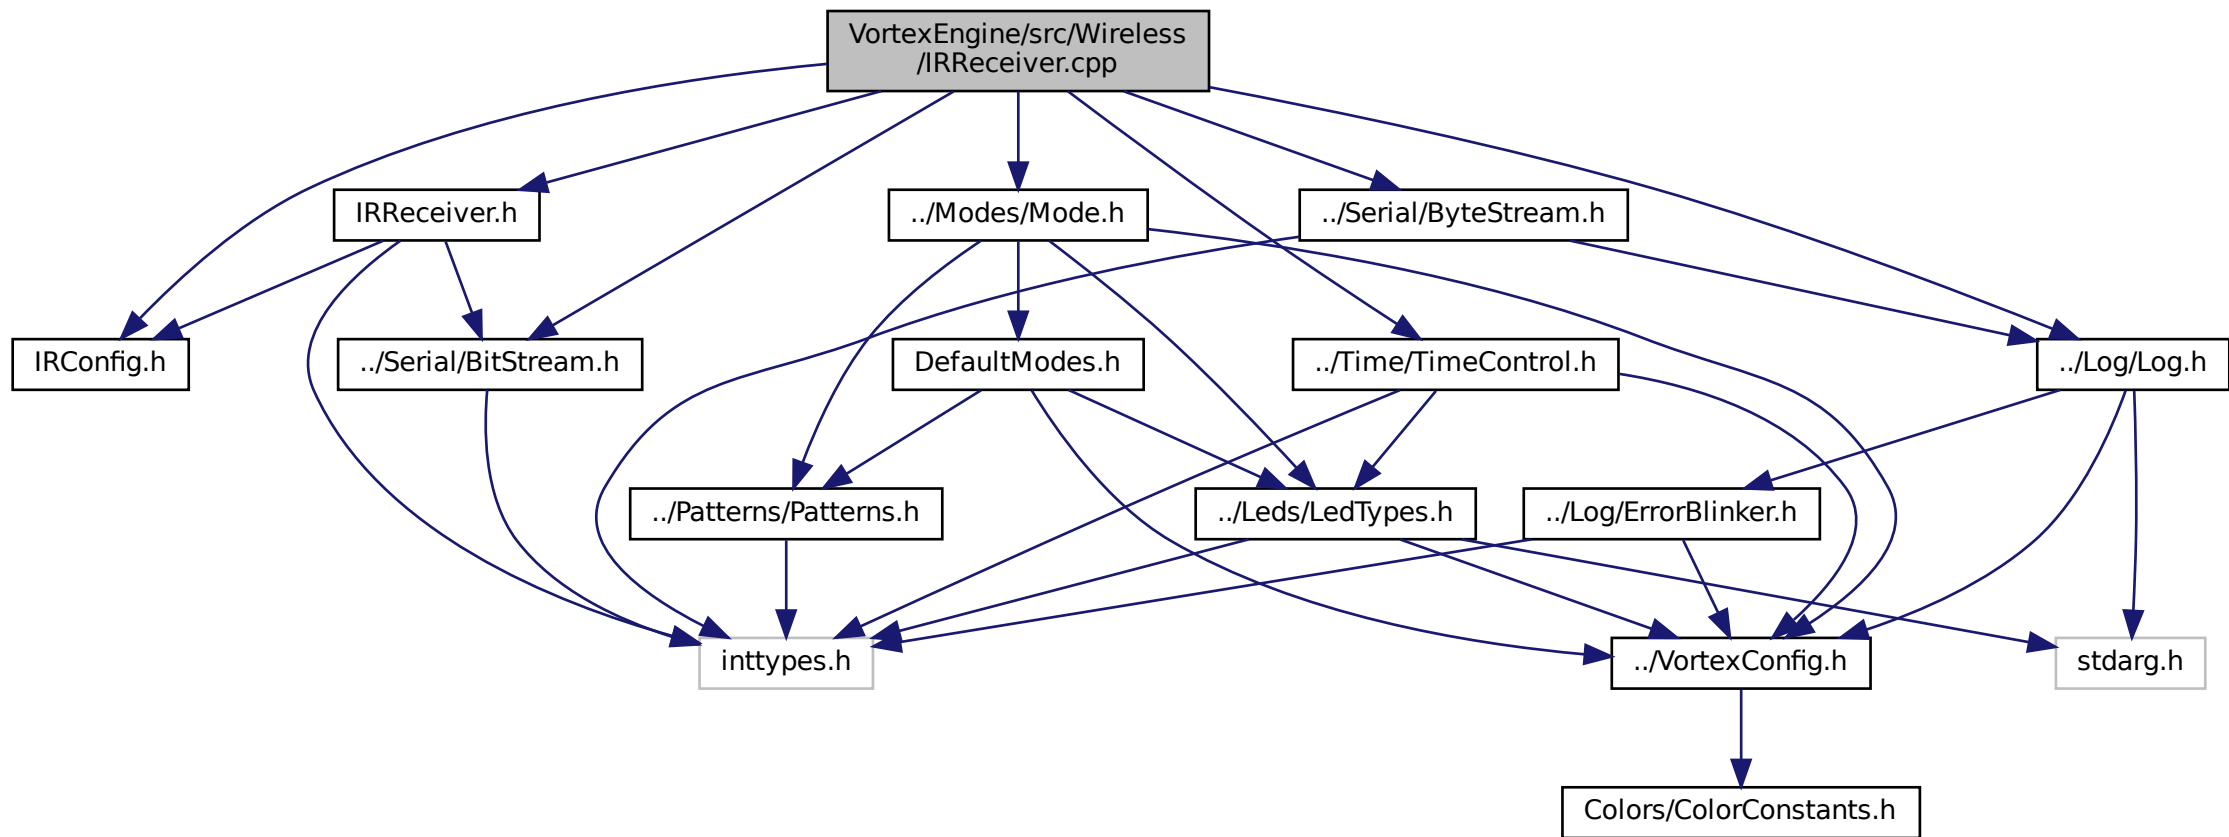 VortexEngine/src/Wireless
/IRReceiver.cpp
IRReceiver.h
../Modes/Mode.h
../Serial/ByteStream.h
IRConfig.h
../Serial/BitStream.h
DefaultModes.h
../Time/TimeControl.h
../Log/Log.h
../Patterns/Patterns.h
../Leds/LedTypes.h
../Log/ErrorBlinker.h
inttypes.h
../VortexConfig.h
stdarg.h
Colors/ColorConstants.h